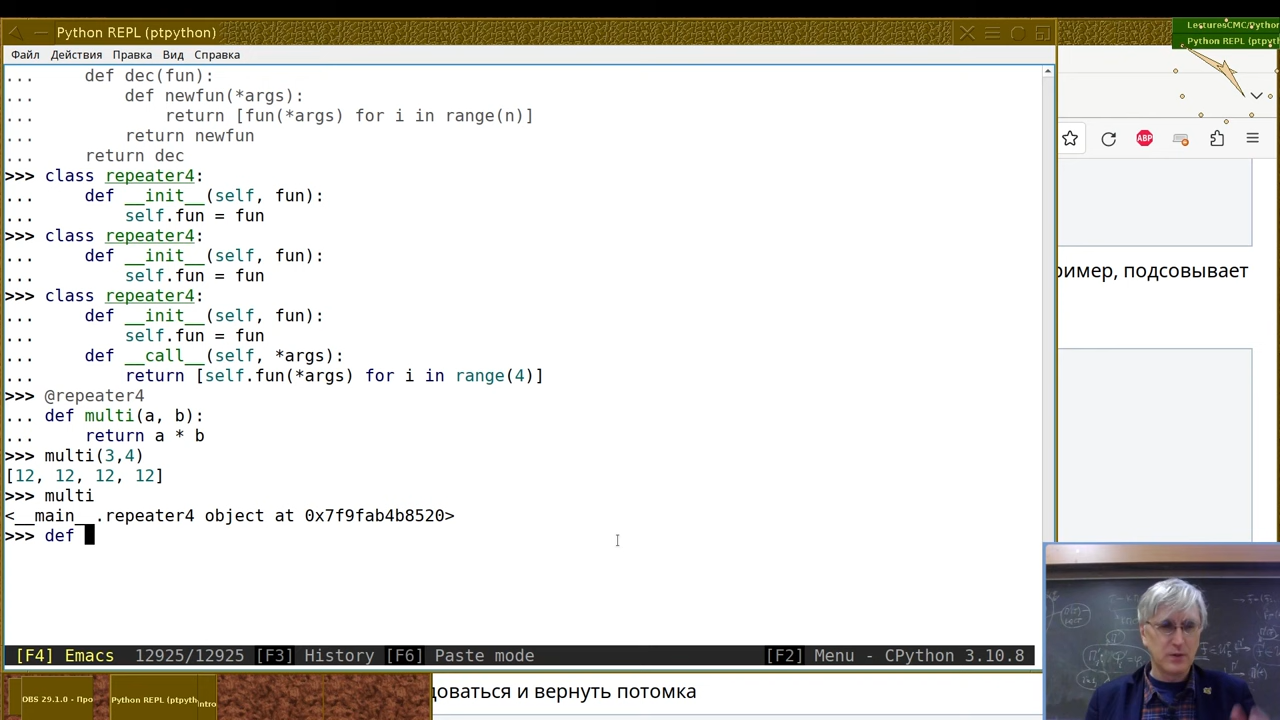 Python REPL (ptpython)
LecturesCMC/Python
Python REPL (ptpyth
Файл Действия Правка Вид Справка
... def dec(fun):
... def newfun(*args):
... return [fun(*args) for i in range(n)]
... return newfun
... return dec
>>> class repeater4:
... def __init__(self, fun):
... self.fun = fun
>>> class repeater4:
... def __init__(self, fun):
... self.fun = fun
>>> class repeater4:
... def __init__(self, fun):
... self.fun = fun
... def __call__(self, *args):
... return [self.fun(*args) for i in range(4)]
>>> @repeater4
... def multi(a, b):
... return a * b
>>> multi(3,4)
[12, 12, 12, 12]
>>> multi
<__main__.repeater4 object at 0x7f9fab4b8520>
>>> def
[F4] Emacs 12925/12925 [F3] History [F6] Paste mode [F2] Menu - CPython 3.10.8
ABP
ример, подсовывает
доваться и вернуть потомка
OBS 29.1.0 - Про
Python REPL (ptpyth
Intro